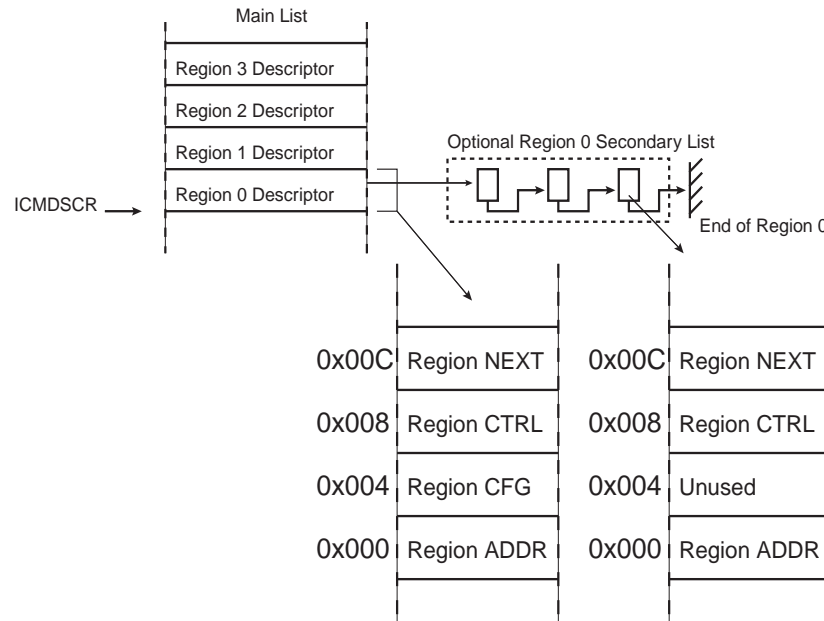 Main List
Region 3 Descriptor
Region 2 Descriptor
Region 1 Descriptor
Region 0 Descriptor
ICMDSCR
Optional Region 0 Secondary List
End of Region 0
0x00C Region NEXT
0x008 Region CTRL
0x004 Region CFG
0x000 Region ADDR
0x00C Region NEXT
0x008 Region CTRL
0x004 Unused
0x000 Region ADDR